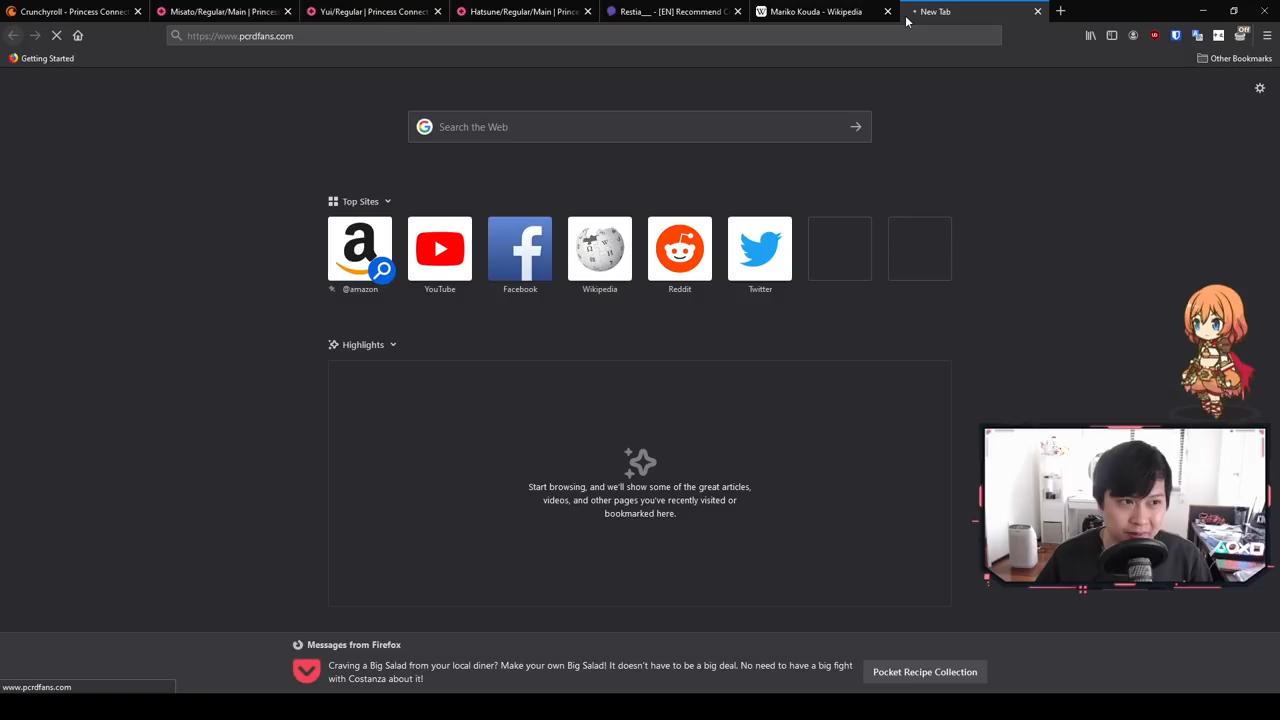 Crunchyroll - Princess Connect
Misato/Regular/Main | Princess
Yui/Regular | Princess Connect
Hatsune/Regular/Main | Prince
Restia___ - [EN] Recommend C
Mariko Kouda - Wikipedia
New Tab
https://www.pcrdfans.com
Off
Getting Started
Other Bookmarks
Search the Web
Top Sites
@amazon
YouTube
Facebook
Wikipedia
Reddit
Twitter
Highlights
Start browsing, and we'll show some of the great articles,
videos, and other pages you've recently visited or
bookmarked here.
Messages from Firefox
Craving a Big Salad from your local diner? Make your own Big Salad! It doesn't have to be a big deal. No need to have a big fight
with Costanza about it!
Pocket Recipe Collection
www.pcrdfans.com